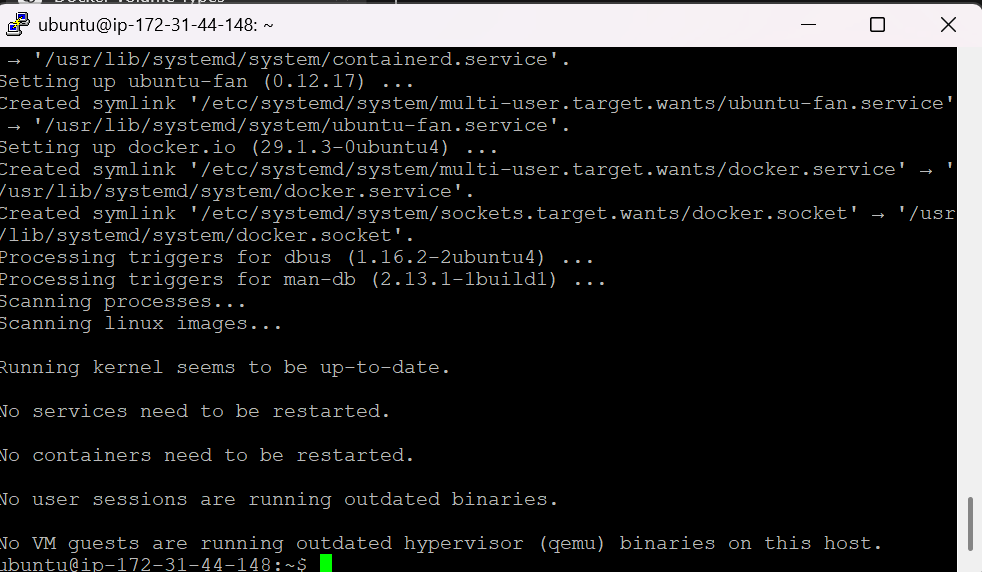 Docker Volume Types
ubuntu@ip-172-31-44-148: ~
→ '/usr/lib/systemd/system/containerd.service'.
Setting up ubuntu-fan (0.12.17) ...
Created symlink '/etc/systemd/system/multi-user.target.wants/ubuntu-fan.service'
→ '/usr/lib/systemd/system/ubuntu-fan.service'.
Setting up docker.io (29.1.3-0ubuntu4) ...
Created symlink '/etc/systemd/system/multi-user.target.wants/docker.service' → '
/usr/lib/systemd/system/docker.service'.
Created symlink '/etc/systemd/system/sockets.target.wants/docker.socket' → '/usr
/lib/systemd/system/docker.socket'.
Processing triggers for dbus (1.16.2-2ubuntu4) ...
Processing triggers for man-db (2.13.1-1build1) ...
Scanning processes...
Scanning linux images...
Running kernel seems to be up-to-date.
No services need to be restarted.
No containers need to be restarted.
No user sessions are running outdated binaries.
No VM guests are running outdated hypervisor (qemu) binaries on this host.
ubuntu@ip-172-31-44-148:~$